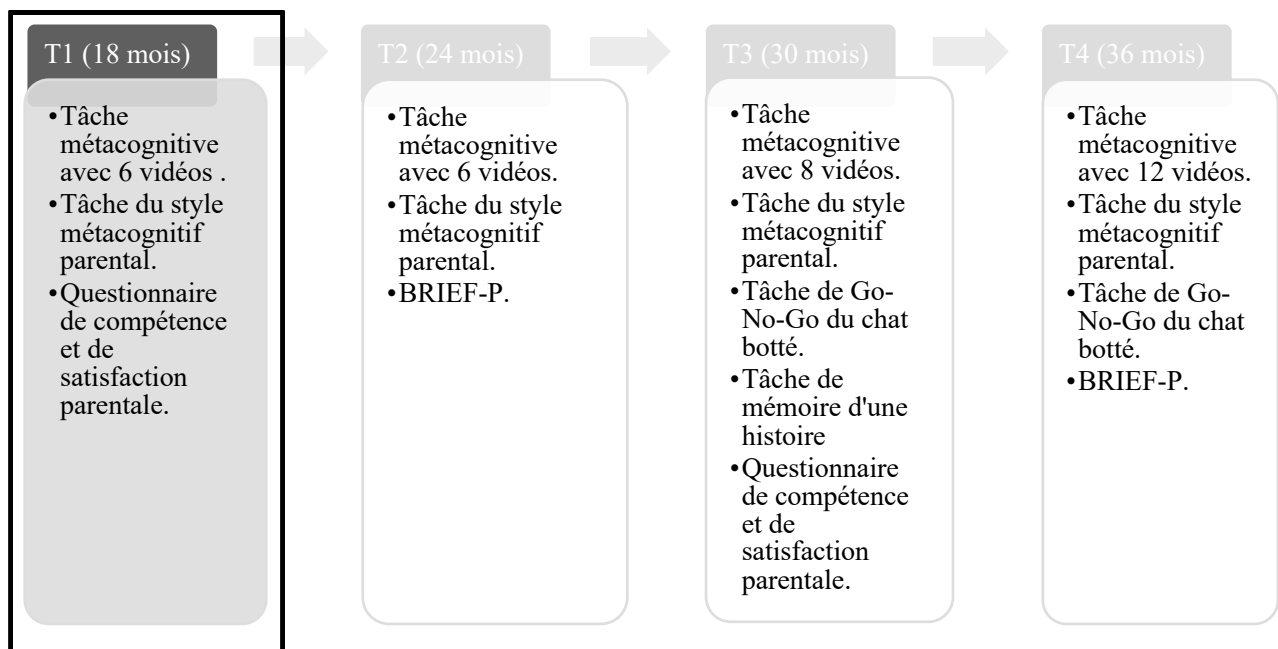 T1 (18 mois)
•Tâche
métacognitive
avec 6 vidéos .
•Tâche du style
métacognitif
parental.
•Questionnaire
de compétence
et de
satisfaction
parentale.
T2 (24 mois)
•Tâche
métacognitive
avec 6 vidéos.
•Tâche du style
métacognitif
parental.
•BRIEF-P.
T3 (30 mois)
•Tâche
métacognitive
avec 8 vidéos.
•Tâche du style
métacognitif
parental.
•Tâche de Go-
No-Go du chat
botté.
•Tâche de
mémoire d'une
histoire
•Questionnaire
de compétence
et de
satisfaction
parentale.
T4 (36 mois)
•Tâche
métacognitive
avec 12 vidéos.
•Tâche du style
métacognitif
parental.
•Tâche de Go-
No-Go du chat
botté.
•BRIEF-P.